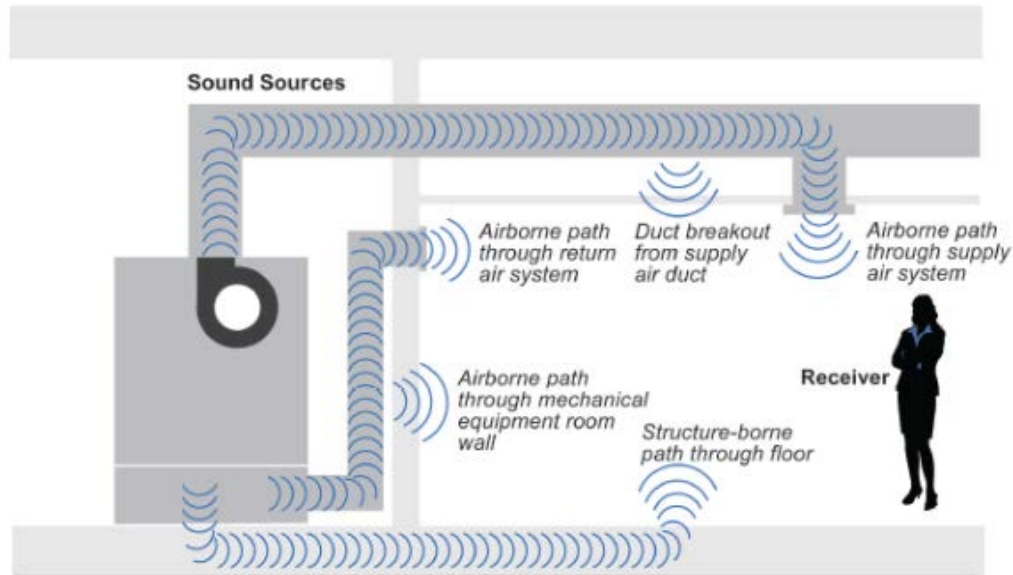 Sound Sources
Airborne path
through return
air system
Duct breakout
from supply
air duct
Airborne path
through supply
air system
Receiver
Airborne path
through mechanical
equipment room
wall
Structure-borne
path through floor